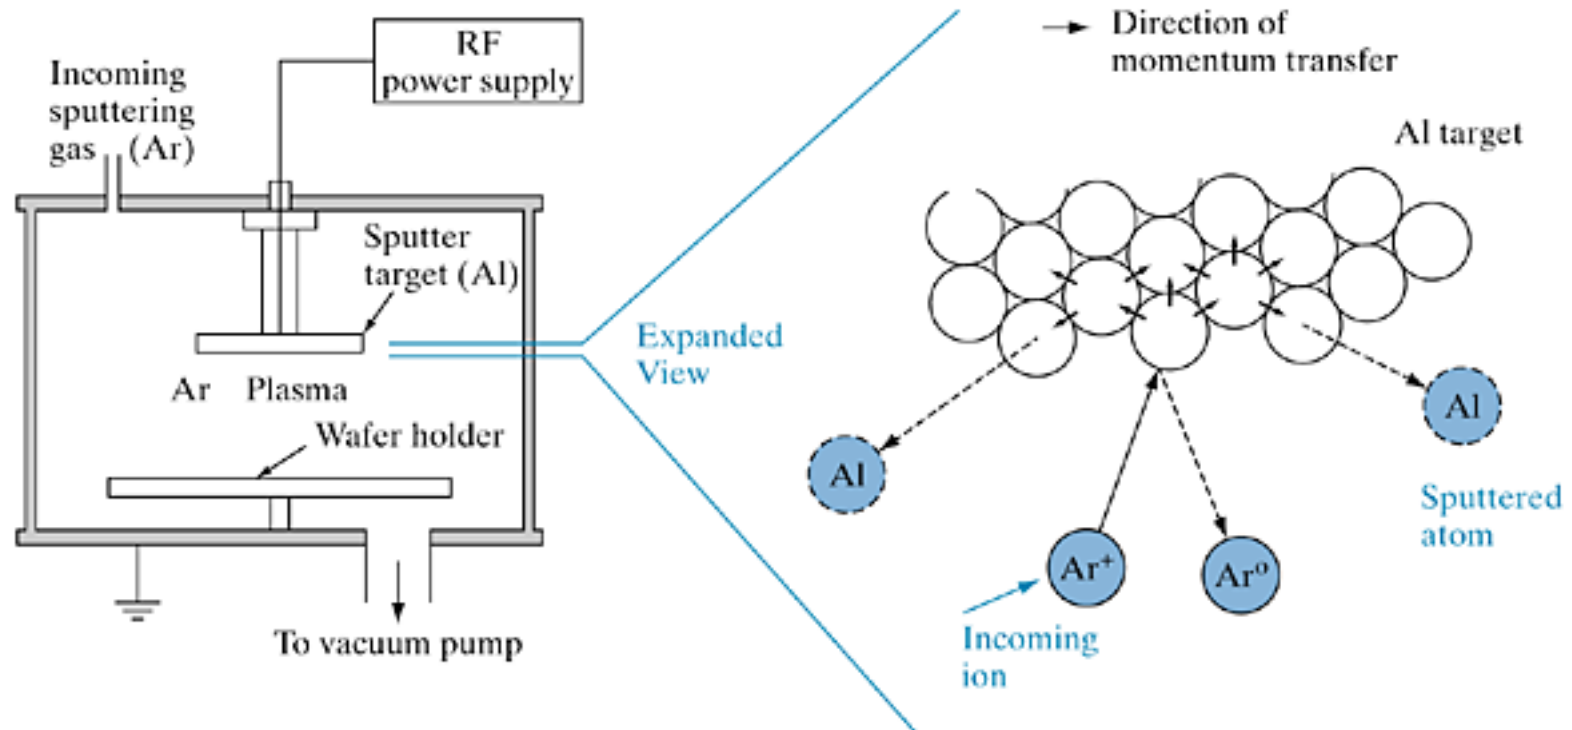 RF
power supply
Incoming
sputtering
gas (Ar)
Sputter
target (Al)
Ar Plasma
Wafer holder
To vacuum pump
Expanded
View
Direction of
momentum transfer
Al target
Al
Al
Sputtered
atom
Ar⁺
Arº
Incoming
ion